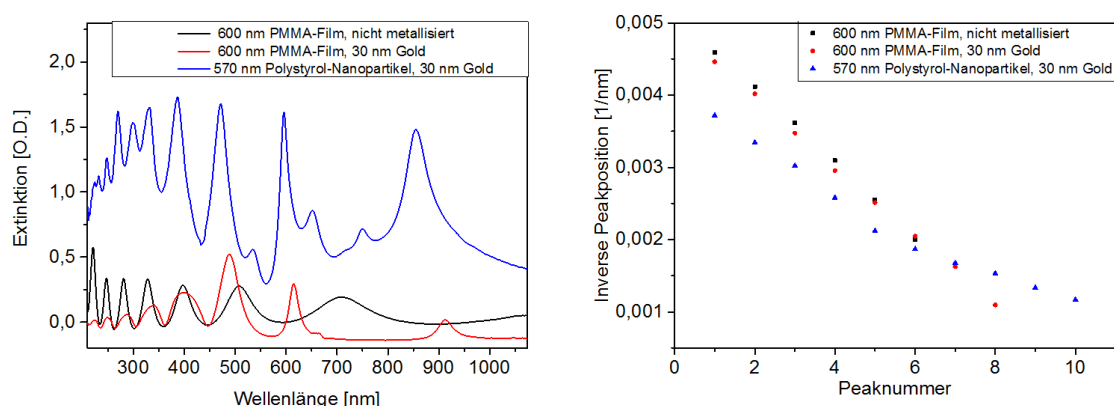 600 nm PMMA-Film, nicht metallisiert
600 nm PMMA-Film, 30 nm Gold
570 nm Polystyrol-Nanopartikel, 30 nm Gold
2,0
1,5
1,0
0,5
0,0
Extinktion [O.D.]
300 400 500 600 700 800 900 1000
Wellenlänge [nm]
600 nm PMMA-Film, nicht metallisiert
600 nm PMMA-Film, 30 nm Gold
570 nm Polystyrol-Nanopartikel, 30 nm Gold
0,005
0,004
0,003
0,002
0,001
Inverse Peakposition [1/nm]
0 2 4 6 8 10
Peaknummer